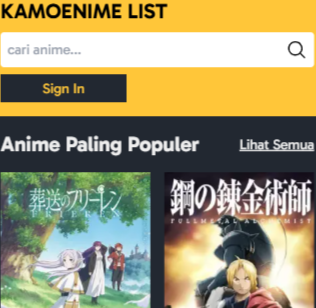 KAMOENIME LIST
cari anime...
Sign In
Anime Paling Populer
Lihat Semua
葬送のフリーレン
FRIEREN
鋼の錬金術師
FULLMETAL ALCHEMIST